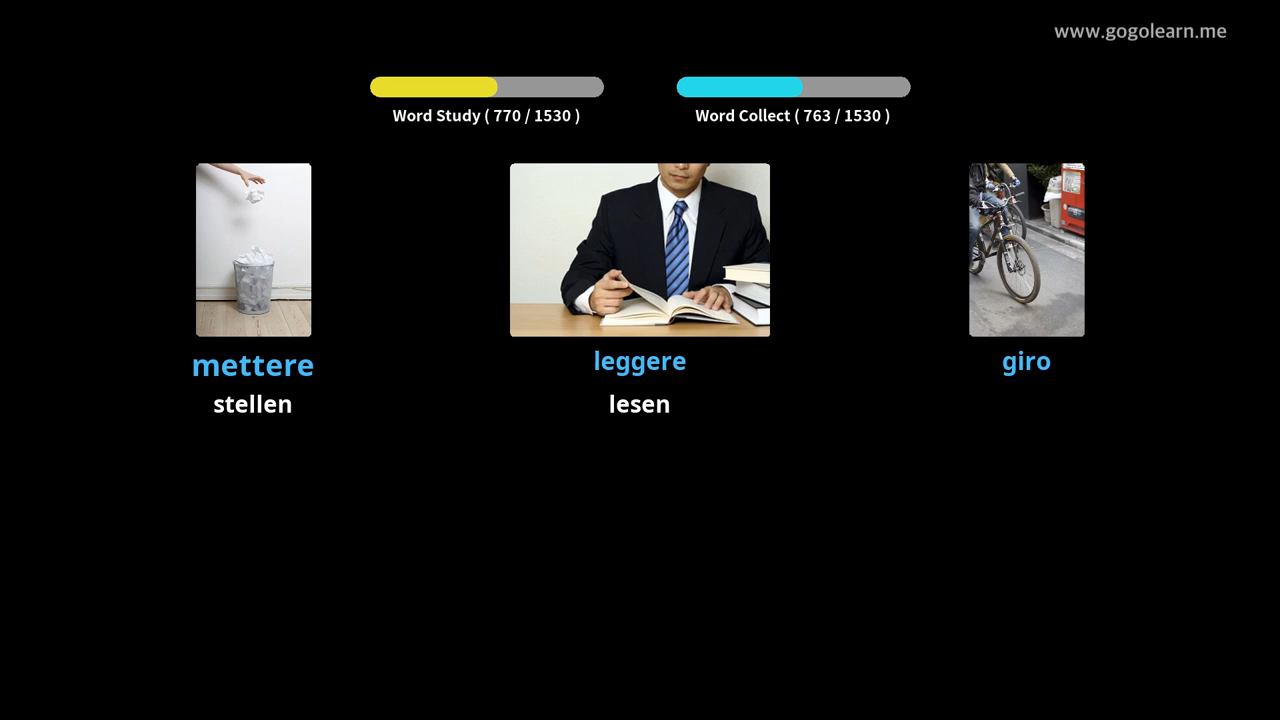 www.gogolearn.me
Word Study ( 770 / 1530 )
Word Collect ( 763 / 1530 )
mettere
stellen
leggere
lesen
giro